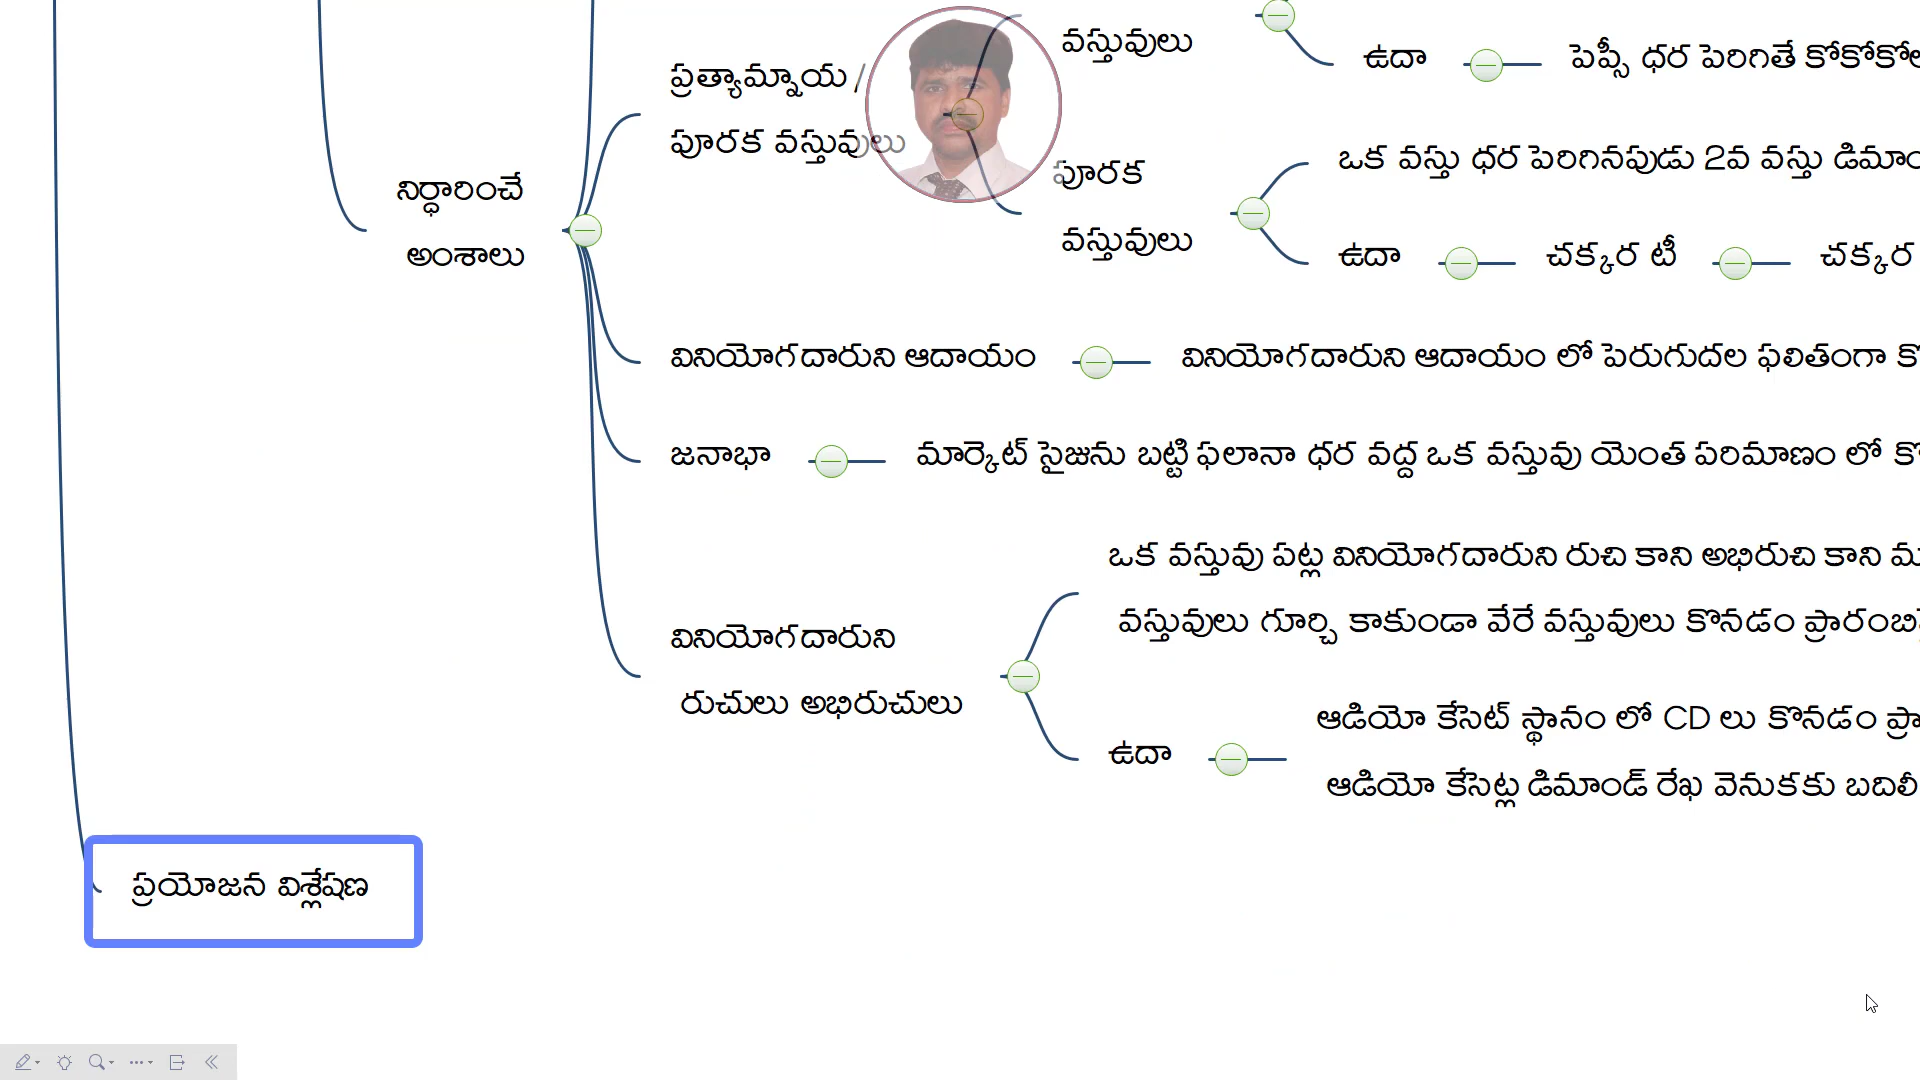 వస్తువులు
ఉదా
పెప్సీ ధర పెరిగితే
ప్రత్యామ్నాయ /
పూరక వస్తువులు
ఒక వస్తు ధర పెరిగినపుడు 2వ వస్తు
పూరక
వస్తువులు
ఉదా
చక్కర టీ
చక్కర
నిర్ధారించే
అంశాలు
వినియోగదారుని ఆదాయం
వినియోగదారుని ఆదాయం లో పెరుగుదల ఫలితంగా
జనాభా
మార్కెట్ సైజును బట్టి ఫలానా ధర వద్ద ఒక వస్తువు యెంత పరిమాణం లో
ఒక వస్తువు పట్ల వినియోగదారుని రుచి కాని అభిరుచి కాని
వస్తువులు గూర్చి కాకుండా వేరే వస్తువులు కొనడం
వినియోగదారుని
రుచులు అభిరుచులు
ఉదా
ఆడియో కేసెట్ స్థానం లో CD లు కొనడం
ఆడియో కేసెట్ల డిమాండ్ రేఖ వెనుకకు బదిలీ
ప్రయోజన విశ్లేషణ